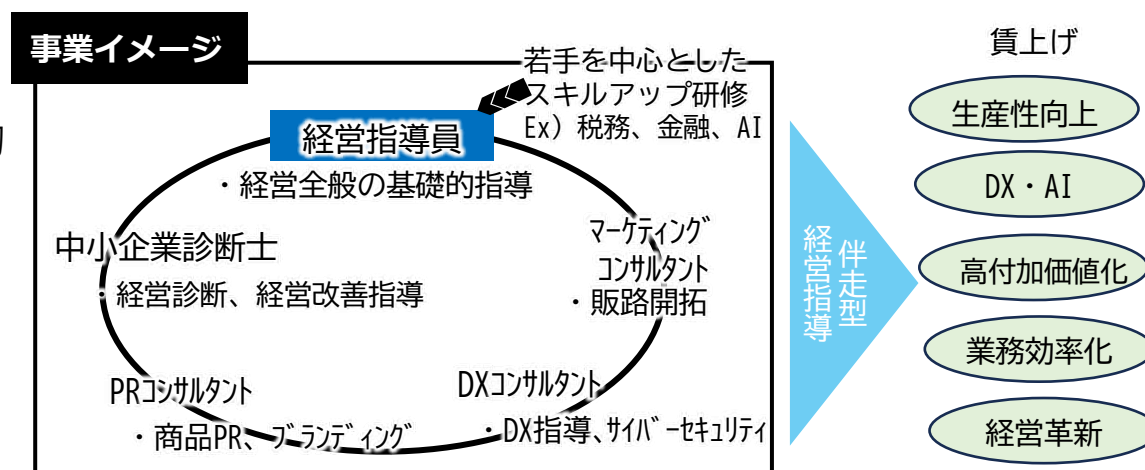 事業イメージ
若手を中心とした
スキルアップ研修
Ex）税務、金融、AI
経営指導員
・経営全般の基礎的指導
中小企業診断士
・経営診断、経営改善指導
ﾏｰｹﾃｨﾝｸﾞ
ｺﾝｻﾙﾀﾝﾄ
・販路開拓
PRｺﾝｻﾙﾀﾝﾄ
・商品PR、ﾌﾞﾗﾝﾃﾞｨﾝｸﾞ
DXｺﾝｻﾙﾀﾝﾄ
・DX指導、ｻｲﾊﾞｰｾｷｭﾘﾃｨ
伴走型
経営指導
賃上げ
生産性向上
DX・AI
高付加価値化
業務効率化
経営革新